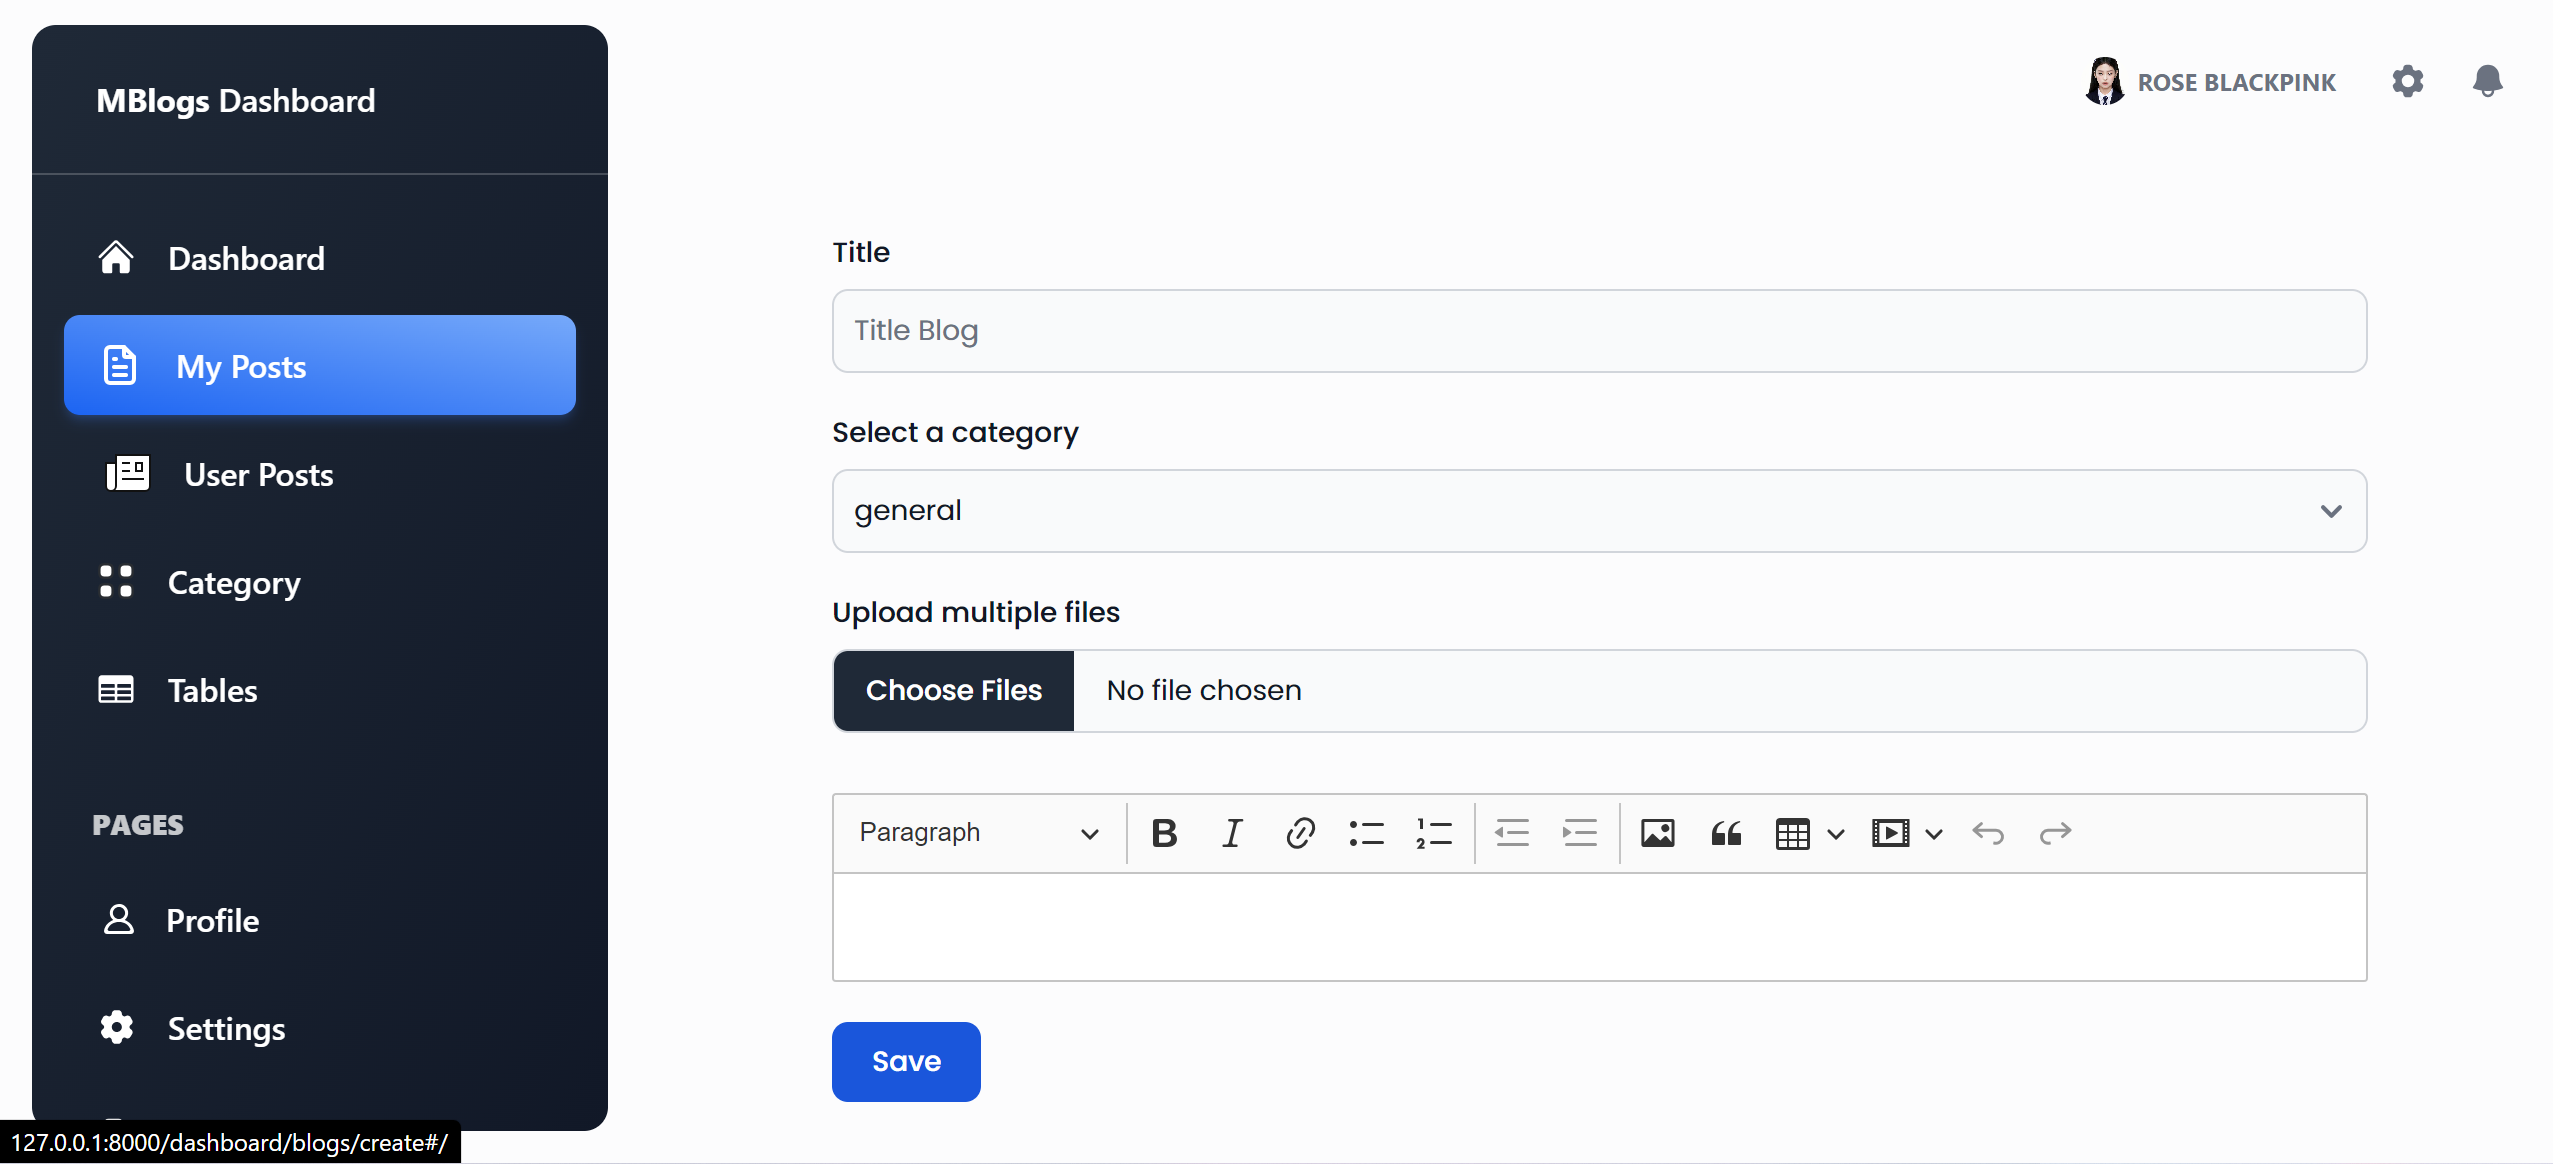 MBlogs Dashboard
Dashboard
My Posts
User Posts
Category
Tables
PAGES
Profile
Settings
127.0.0.1:8000/dashboard/blogs/create#/
ROSE BLACKPINK
Title
Title Blog
Select a category
general
Upload multiple files
Choose Files No file chosen
Paragraph
Save